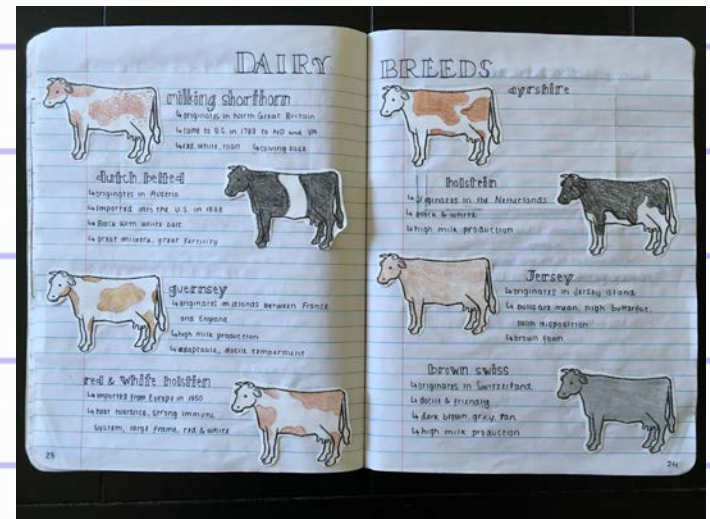 DAIRY BREEDS
milking shorthorn
↳originates in North Great Britain
↳came to U.S. in 1783 to MD and VA
↳red, white, roan ↳calving ease
dutch belted
↳originates in Austria
↳imported into the U.S. in 1838
↳Black with white belt
↳great milkers, great fertility
guernsey
↳originates in islands between France
and England
↳high milk production
↳adaptable, docile temparment
red & white holstien
↳imported from Europe in 1950
↳heat tolerance, strong immune
system, large frame, red & white
25
ayrshire
holstein
↳originates in the Netherlands
↳black & white
↳high milk production
Jersey
↳originates in Jersey Island
↳bulls are mean, high butterfat,
calm disposition
↳brown fawn
brown swiss
↳originates in Switzerland
↳docile & friendly
↳dark brown, grey, tan
↳high milk production